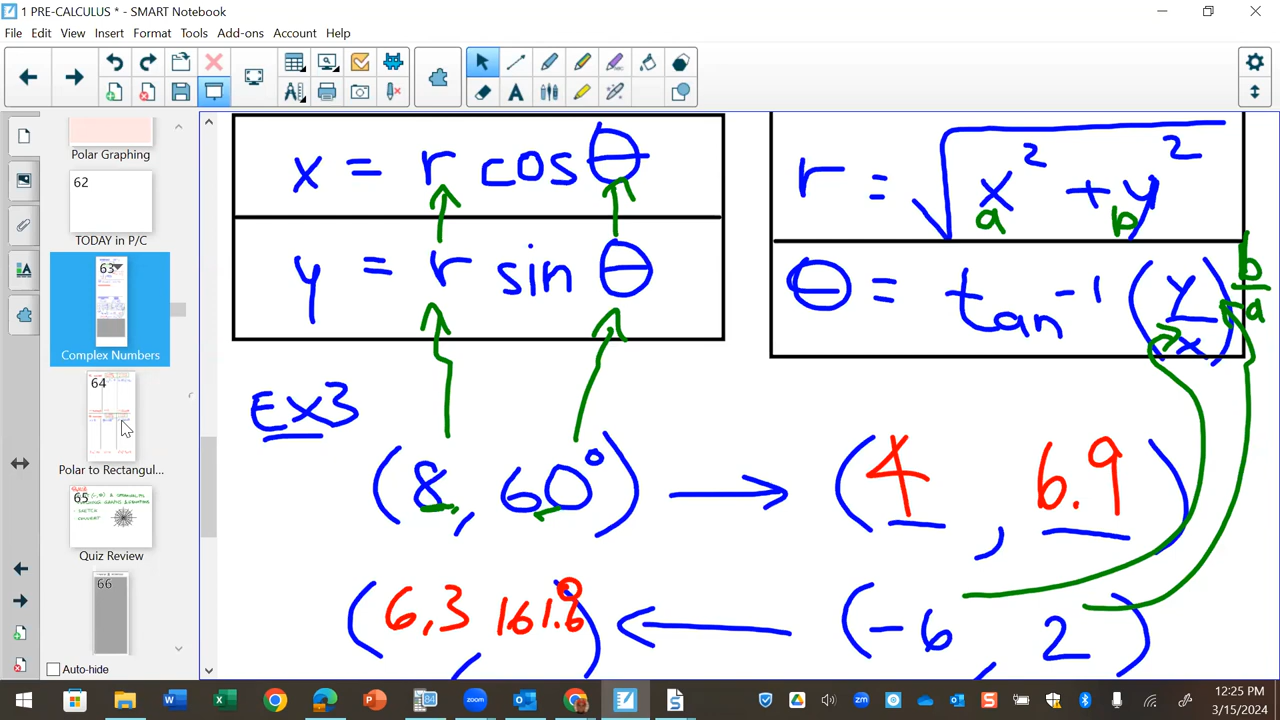 1 PRE-CALCULUS * - SMART Notebook
File Edit View Insert Format Tools Add-ons Account Help
Polar Graphing
62
TODAY in P/C
63
Complex Numbers
64
Polar to Rectangul...
65
Quiz Review
66
Auto-hide
x = r cos θ
y = r sin θ
r = √x² + y²
a b
θ = tan⁻¹ (y/x)
b/a
EX3
(8, 60°) → (4, 6.9)
(6,3 161.6°) ← (-6, 2)
12:25 PM
3/15/2024